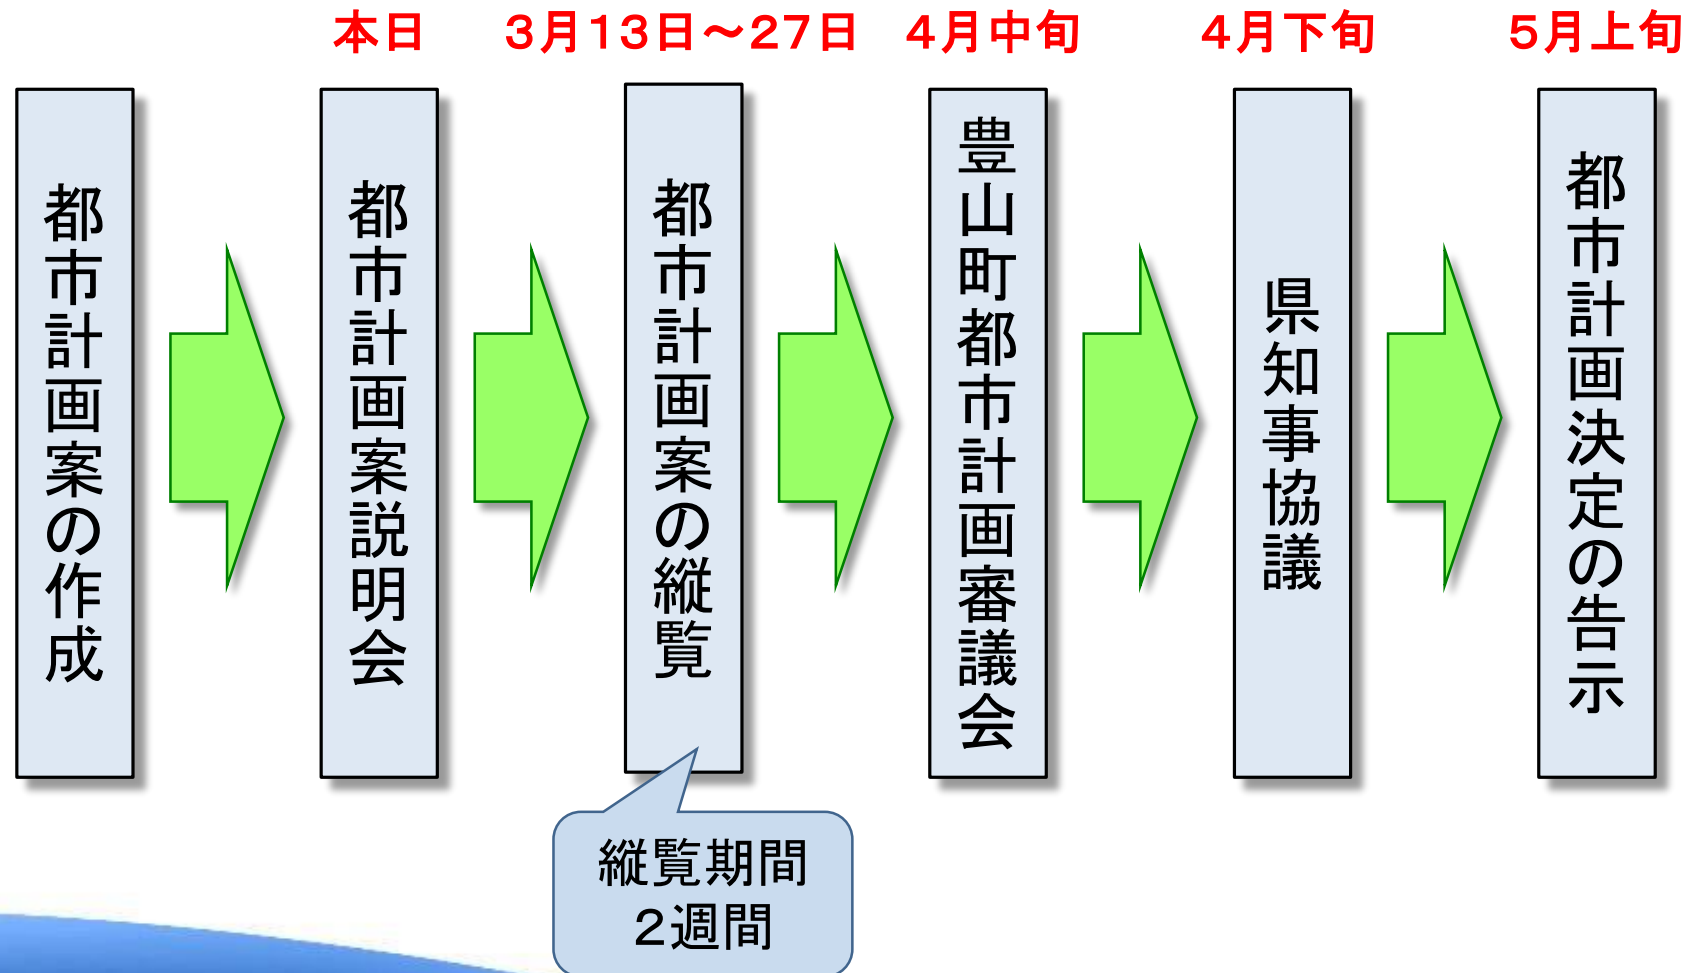 本日
３月１３日～２７日
４月中旬
４月下旬
５月上旬
都市計画案の作成
都市計画案説明会
都市計画案の縦覧
豊山町都市計画審議会
県知事協議
都市計画決定の告示
縦覧期間
２週間